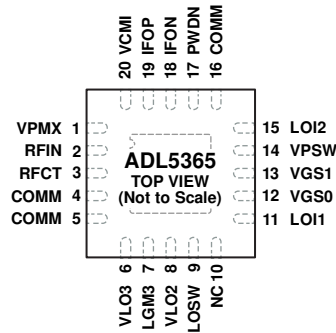 20 VCMI
19 IFOP
18 IFON
17 PWDN
16 COMM
VPMX 1
RFIN 2
RFCT 3
COMM 4
COMM 5
ADL5365
TOP VIEW
(Not to Scale)
15 LOI2
14 VPSW
13 VGS1
12 VGS0
11 LOI1
VLO3 6
LGM3 7
VLO2 8
LOSW 9
NC 10